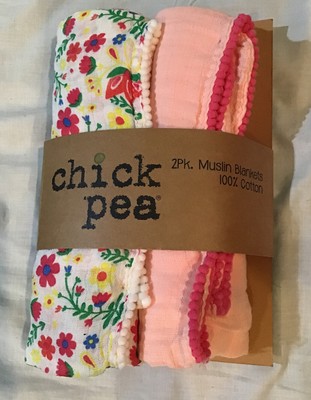 chick
pea
2Pk. Muslin Blankets
100% Cotton